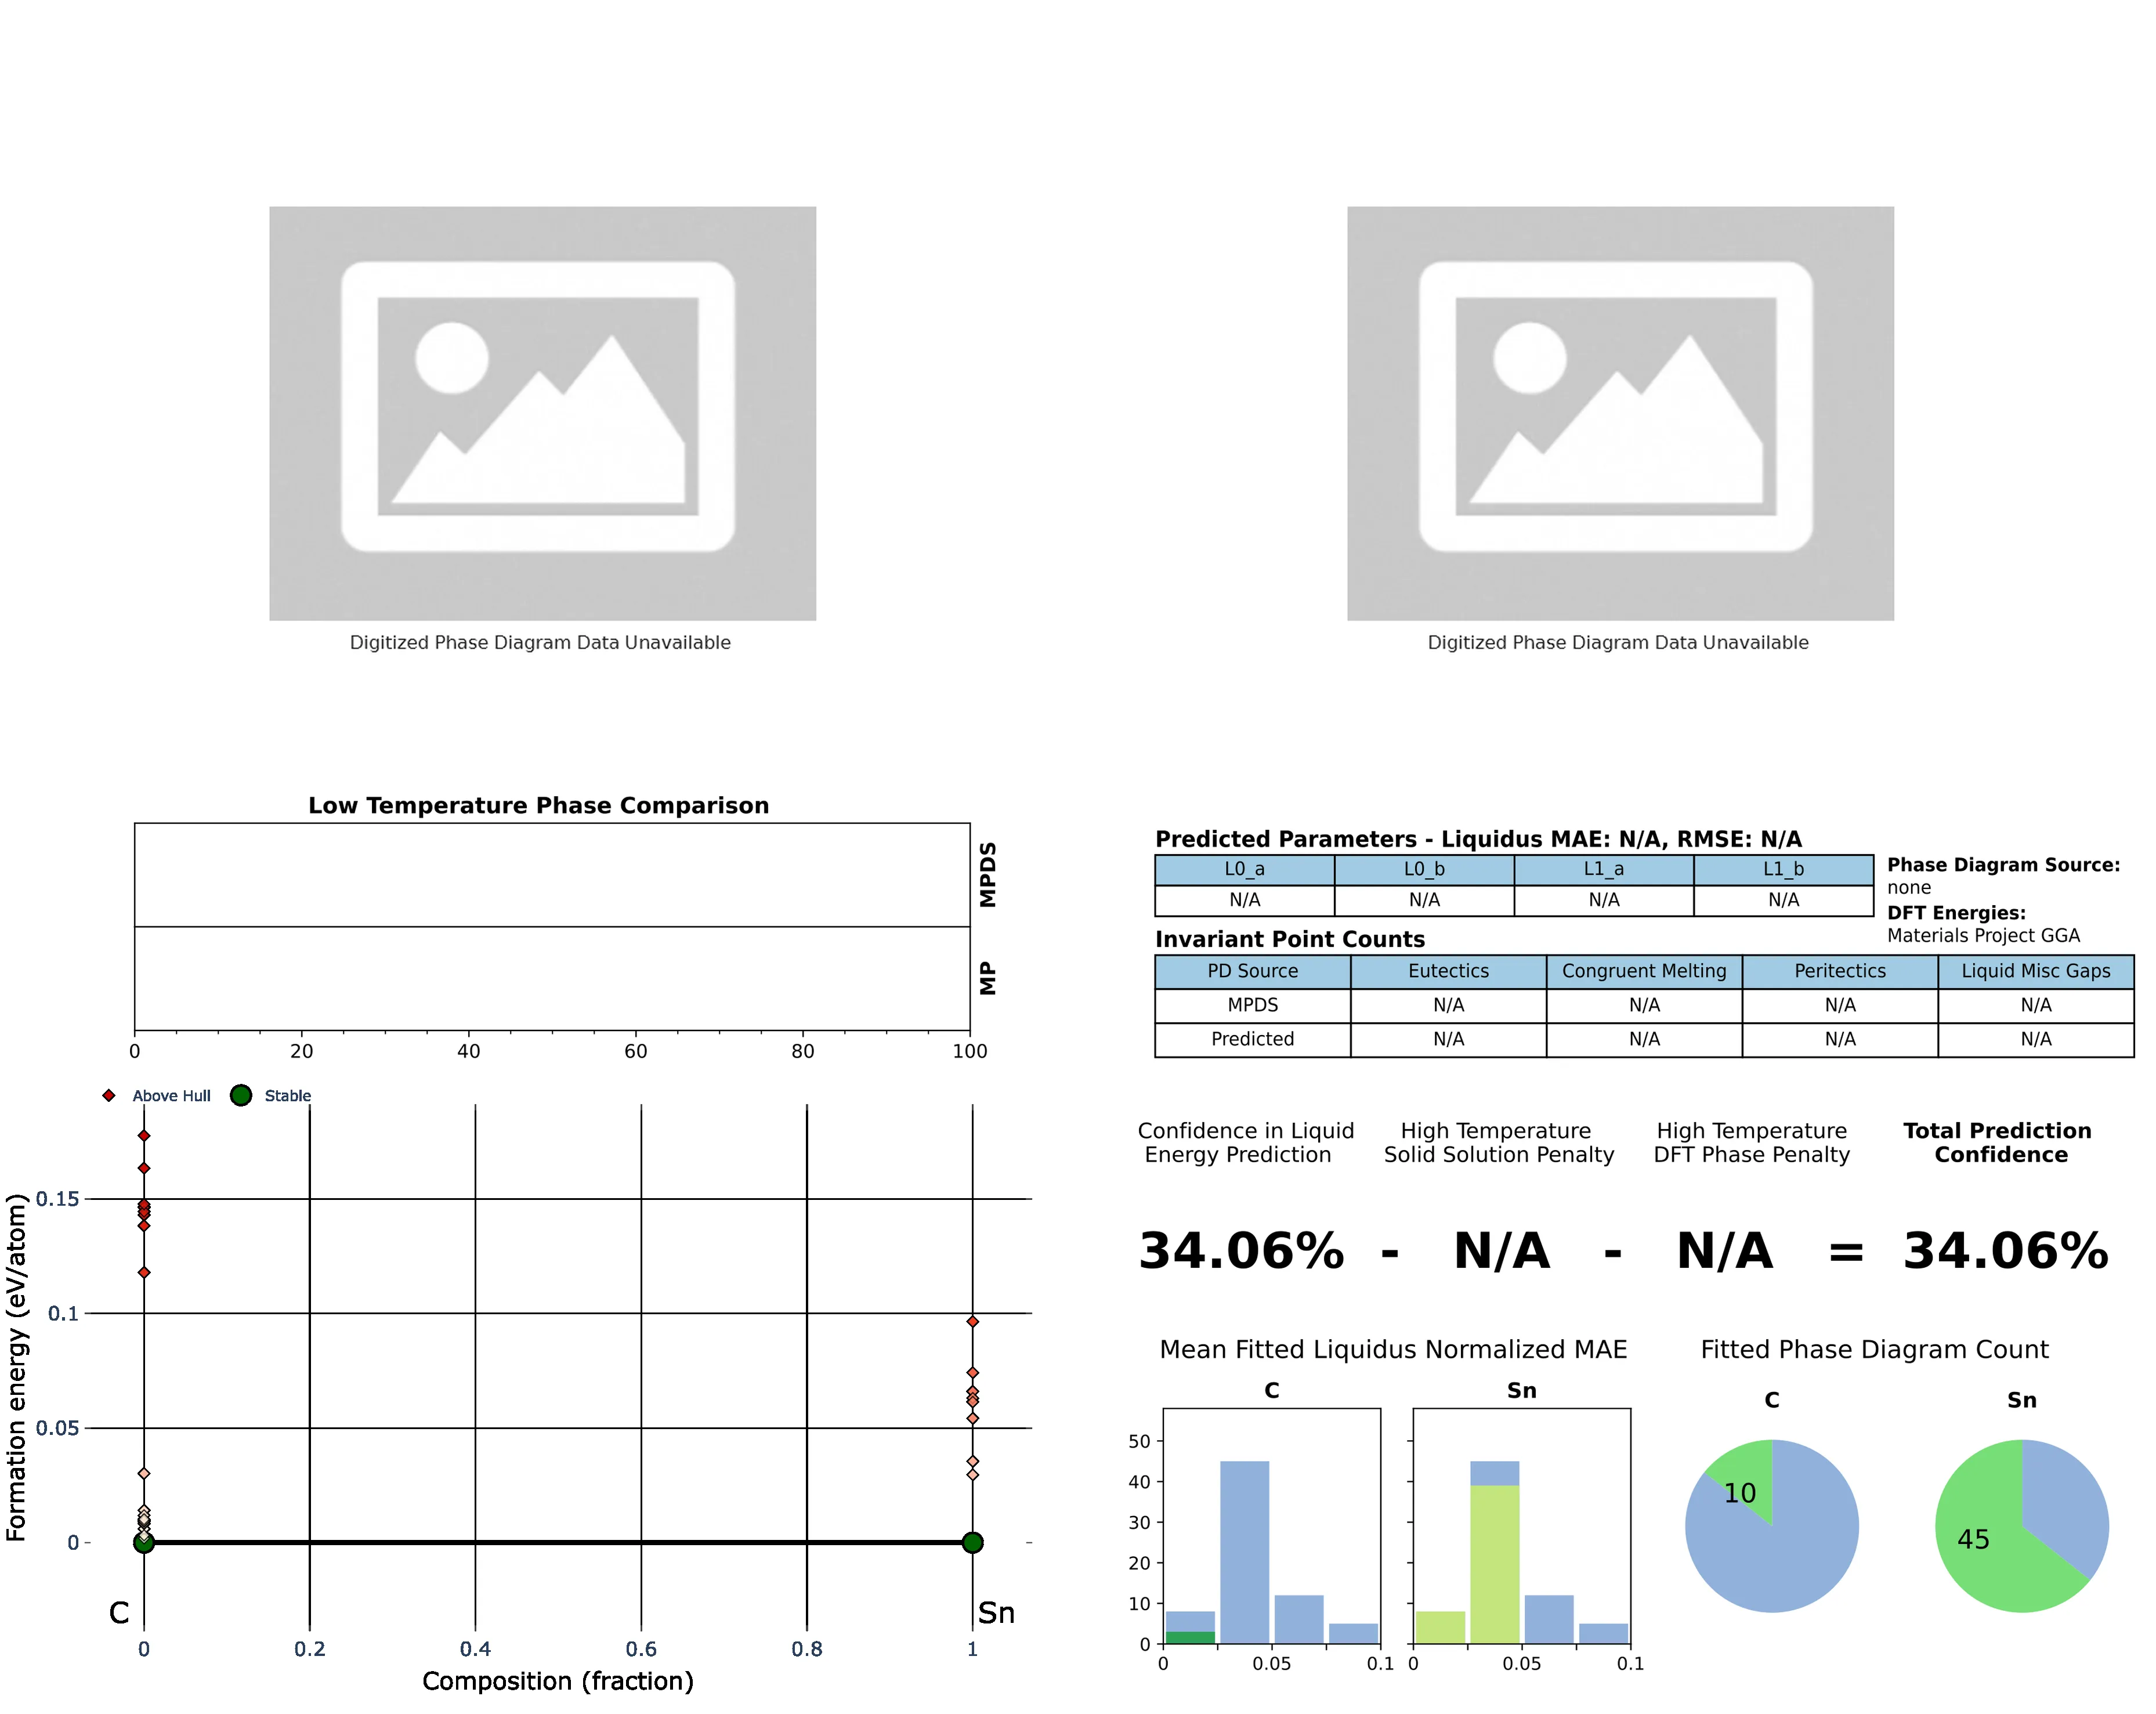 Digitized Phase Diagram Data Unavailable
Digitized Phase Diagram Data Unavailable
Low Temperature Phase Comparison
MPDS
MP
0 20 40 60 80 100
Predicted Parameters - Liquidus MAE: N/A, RMSE: N/A
L0_a L0_b L1_a L1_b
N/A N/A N/A N/A
Phase Diagram Source:
none
DFT Energies:
Materials Project GGA
Invariant Point Counts
PD Source Eutectics Congruent Melting Peritectics Liquid Misc Gaps
MPDS N/A N/A N/A N/A
Predicted N/A N/A N/A N/A
Above Hull Stable
Formation energy (eV/atom)
0.15
0.1
0.05
0
C Sn
0 0.2 0.4 0.6 0.8 1
Composition (fraction)
Confidence in Liquid
Energy Prediction
High Temperature
Solid Solution Penalty
High Temperature
DFT Phase Penalty
Total Prediction
Confidence
34.06% - N/A - N/A = 34.06%
Mean Fitted Liquidus Normalized MAE
C Sn
50
40
30
20
10
0
0 0.05 0.1 0 0.05 0.1
Fitted Phase Diagram Count
C Sn
10
45